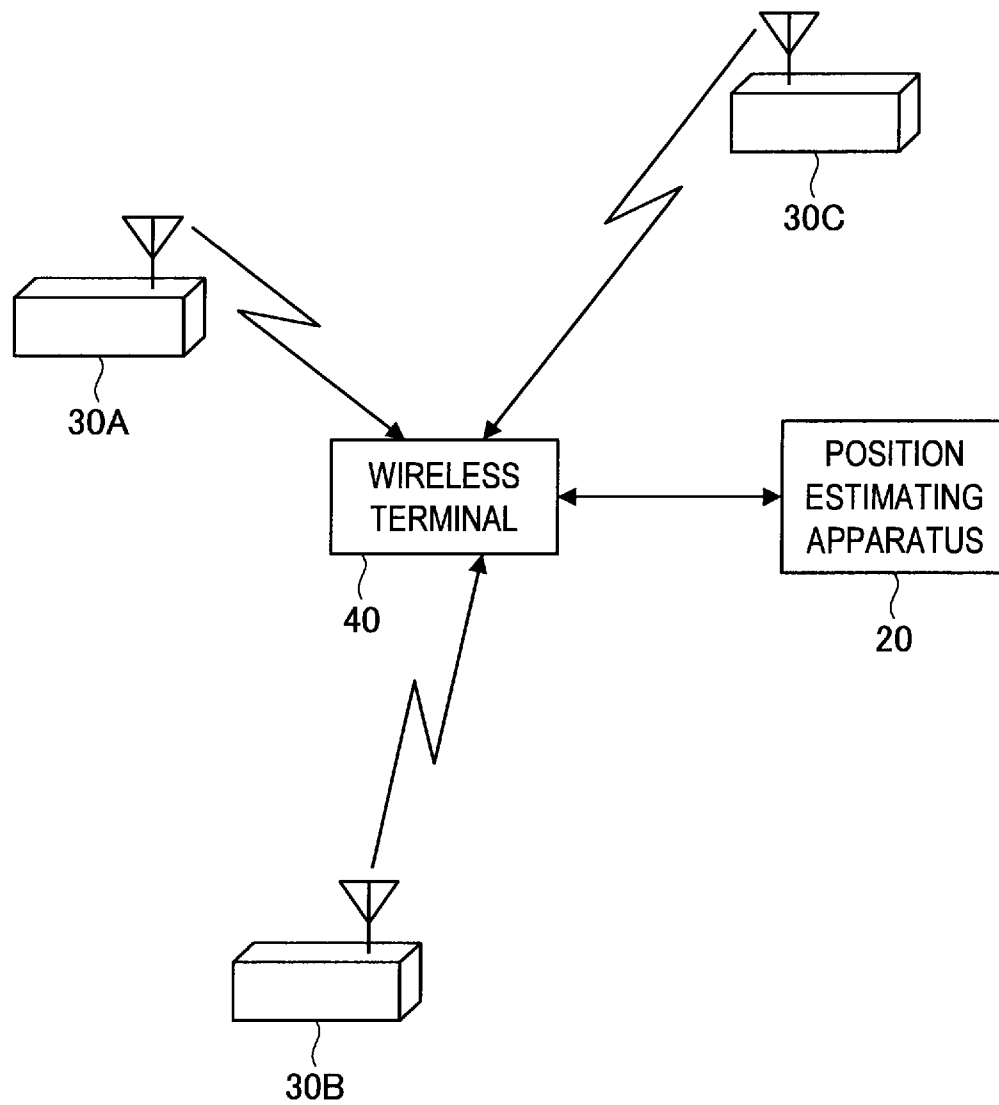 30C
30A
WIRELESS
TERMINAL
40
POSITION
ESTIMATING
APPARATUS
20
30B